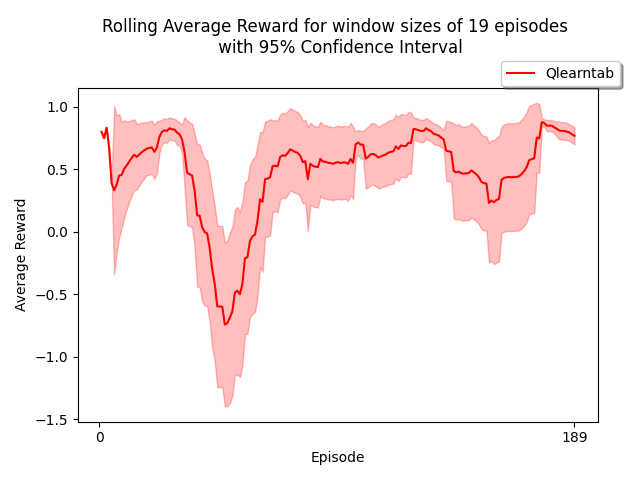 Rolling Average Reward for window sizes of 19 episodes
with 95% Confidence Interval
Qlearntab
1.0
0.5
0.0
−0.5
−1.0
−1.5
Average Reward
0
189
Episode